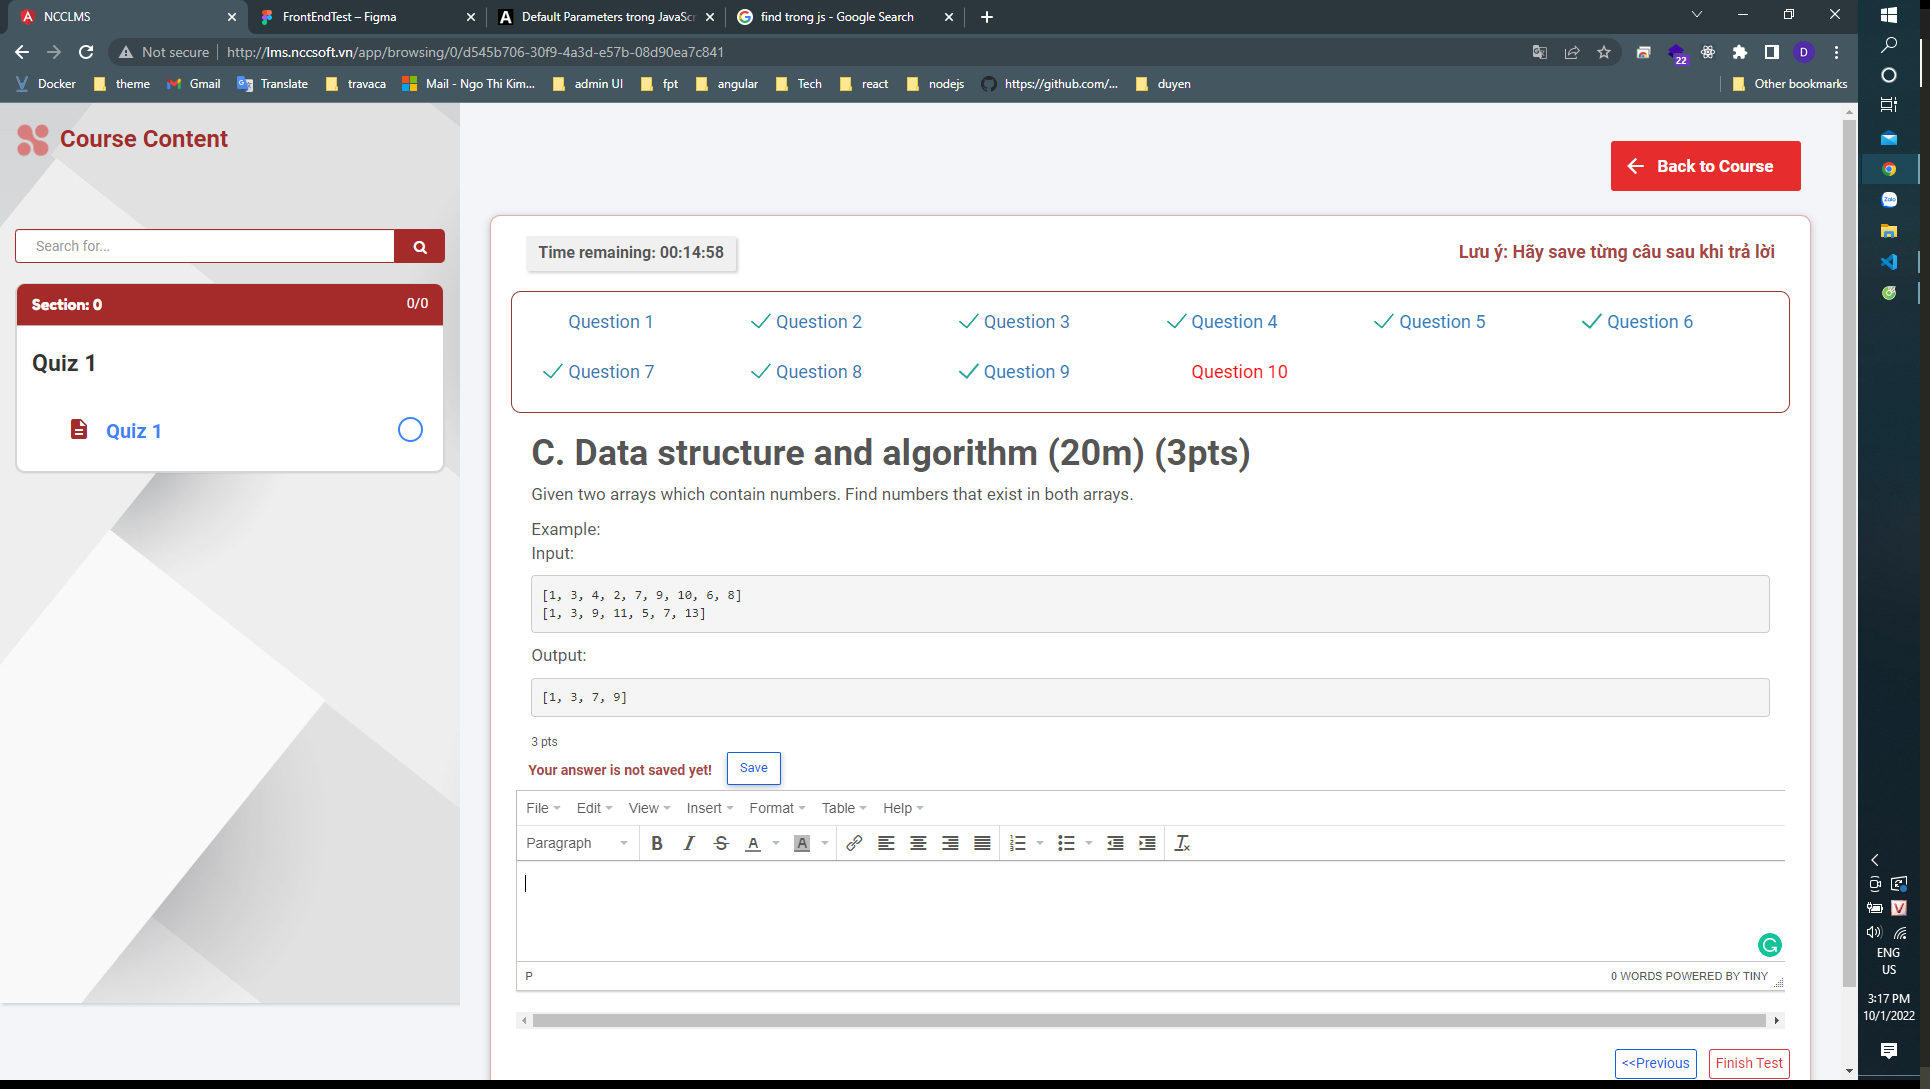 NCCLMS
FrontEndTest – Figma
Default Parameters trong JavaScr
find trong js - Google Search
Not secure
http://lms.nccsoft.vn/app/browsing/0/d545b706-30f9-4a3d-e57b-08d90ea7c841
22
D
Docker
theme
Gmail
Translate
travaca
Mail - Ngo Thi Kim...
admin UI
fpt
angular
Tech
react
nodejs
https://github.com/...
duyen
Other bookmarks
Course Content
Search for...
Section: 0
0/0
Quiz 1
Quiz 1
Back to Course
Time remaining: 00:14:58
Lưu ý: Hãy save từng câu sau khi trả lời
Question 1
Question 2
Question 3
Question 4
Question 5
Question 6
Question 7
Question 8
Question 9
Question 10
C. Data structure and algorithm (20m) (3pts)
Given two arrays which contain numbers. Find numbers that exist in both arrays.
Example:
Input:
[1, 3, 4, 2, 7, 9, 10, 6, 8]
[1, 3, 9, 11, 5, 7, 13]
Output:
[1, 3, 7, 9]
3 pts
Your answer is not saved yet!
Save
File
Edit
View
Insert
Format
Table
Help
Paragraph
P
0 WORDS POWERED BY TINY
<<Previous
Finish Test
Zalo
ENG
US
3:17 PM
10/1/2022